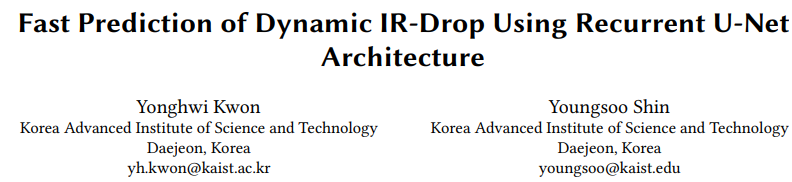 Fast Prediction of Dynamic IR-Drop Using Recurrent U-Net
Architecture
Yonghwi Kwon
Korea Advanced Institute of Science and Technology
Daejeon, Korea
yh.kwon@kaist.ac.kr
Youngsoo Shin
Korea Advanced Institute of Science and Technology
Daejeon, Korea
youngsoo@kaist.edu